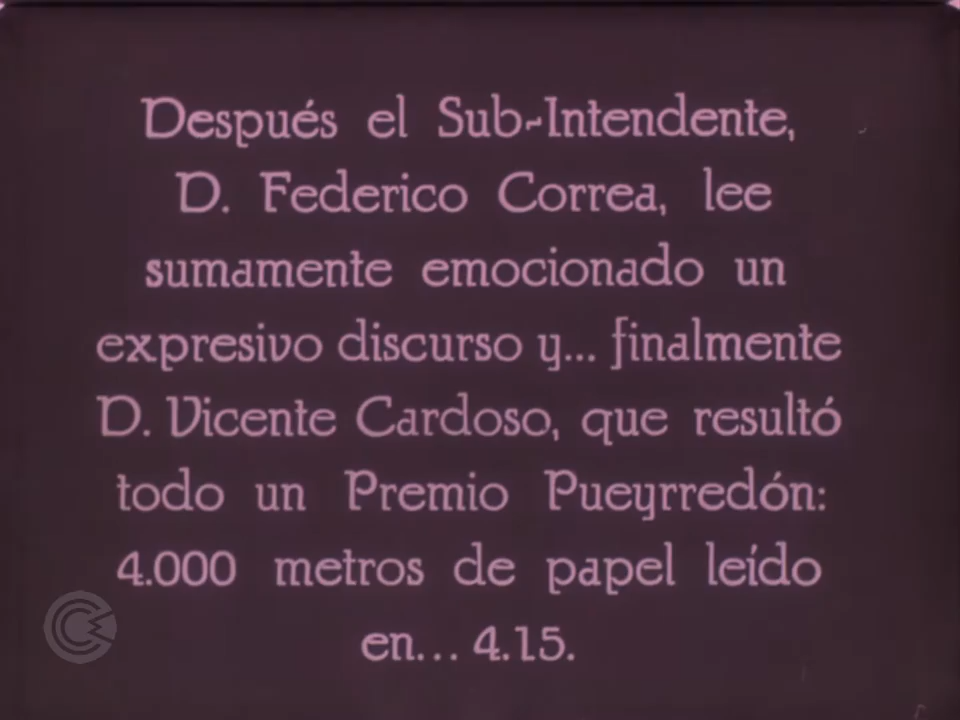 Después el Sub-Intendente,
D. Federico Correa, lee
sumamente emocionado un
expresivo discurso y... finalmente
D. Vicente Cardoso, que resultó
todo un Premio Pueyrredón:
4.000 metros de papel leído
en... 4.15.